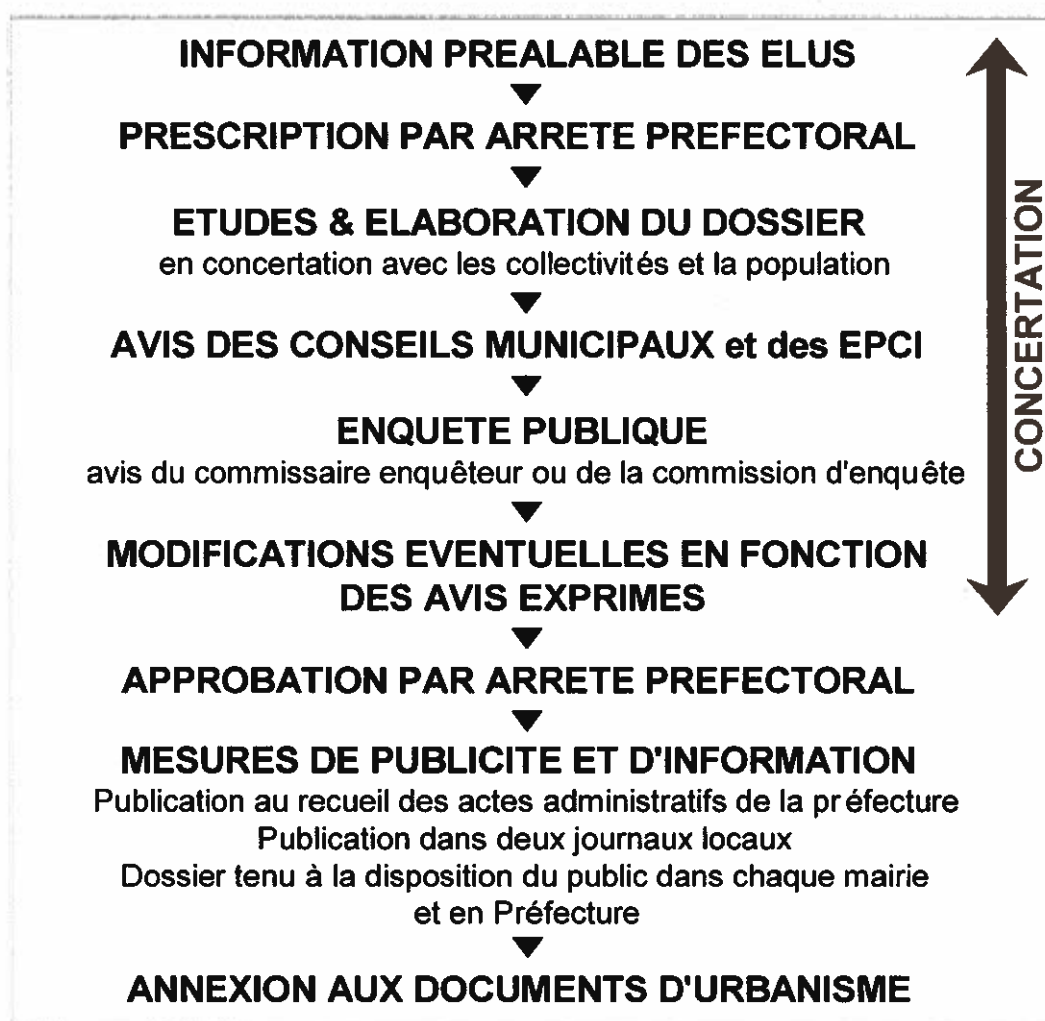 INFORMATION PREALABLE DES ELUS
PRESCRIPTION PAR ARRETE PREFECTORAL
ETUDES & ELABORATION DU DOSSIER
en concertation avec les collectivités et la population
AVIS DES CONSEILS MUNICIPAUX et des EPCI
ENQUETE PUBLIQUE
avis du commissaire enquêteur ou de la commission d'enquête
MODIFICATIONS EVENTUELLES EN FONCTION
DES AVIS EXPRIMES
APPROBATION PAR ARRETE PREFECTORAL
MESURES DE PUBLICITE ET D'INFORMATION
Publication au recueil des actes administratifs de la préfecture
Publication dans deux journaux locaux
Dossier tenu à la disposition du public dans chaque mairie
et en Préfecture
ANNEXION AUX DOCUMENTS D'URBANISME
CONCERTATION